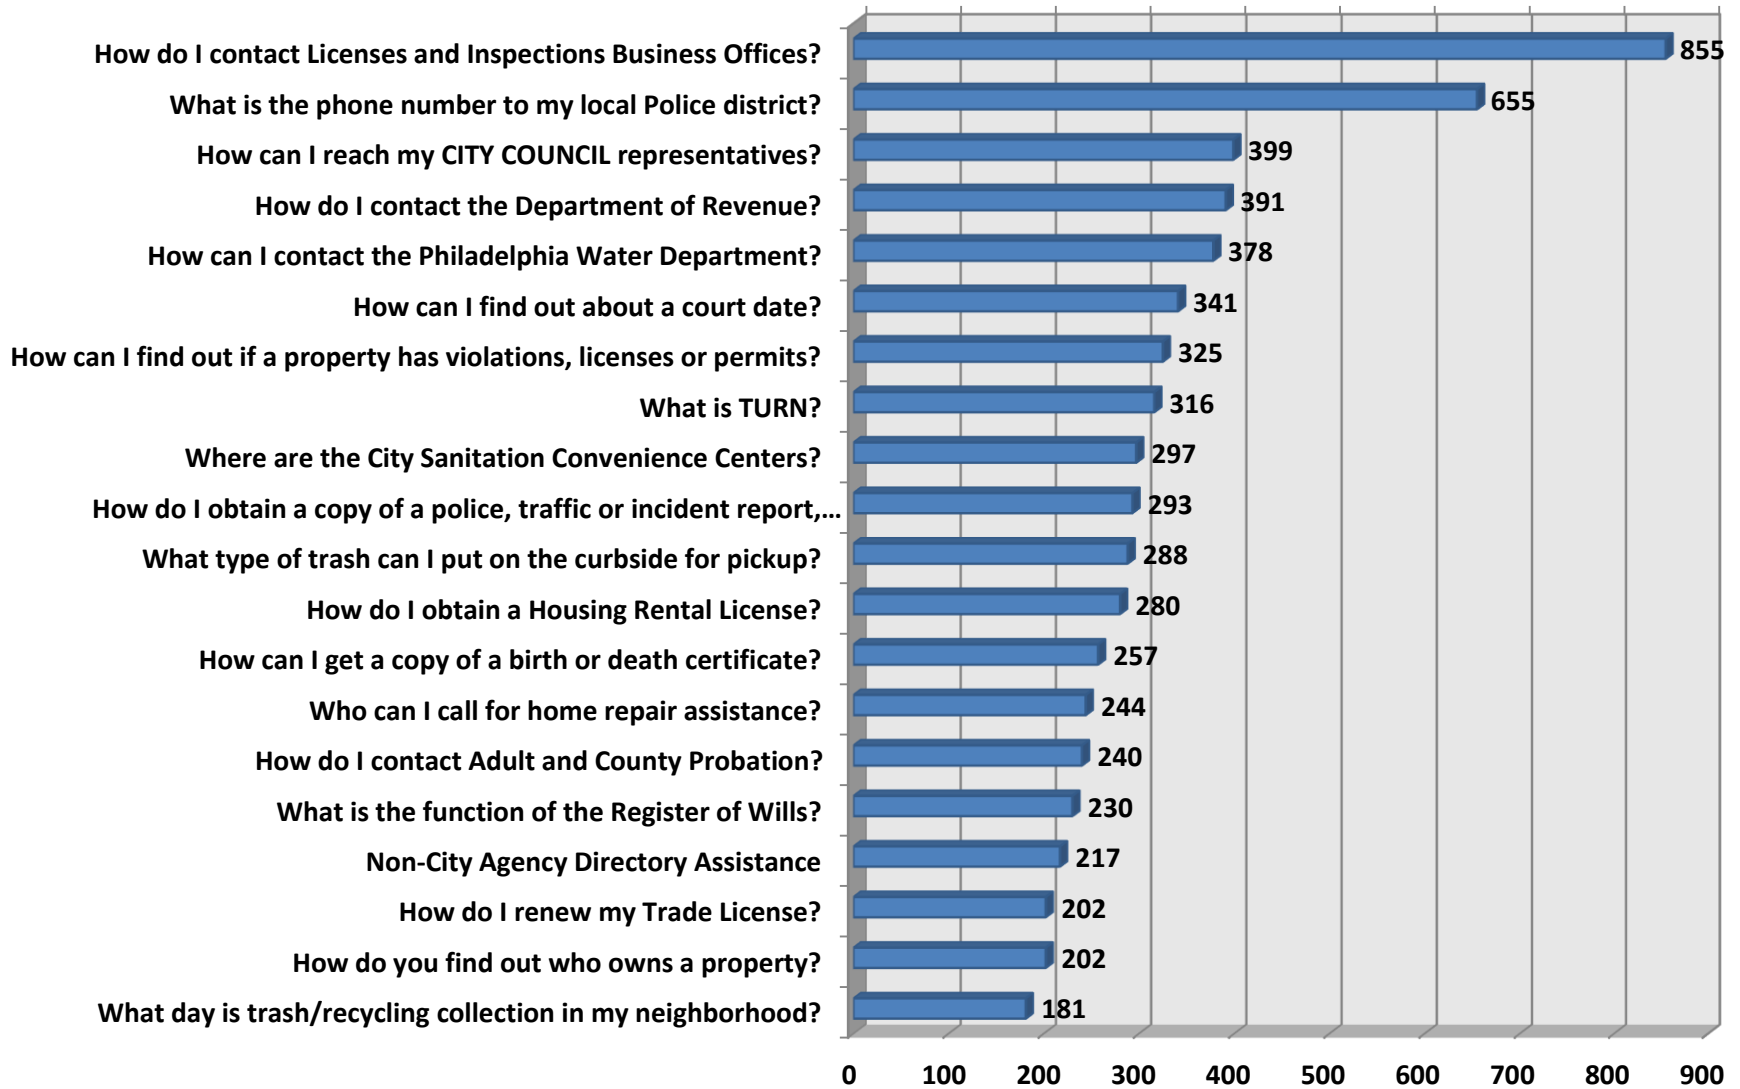 How do I contact Licenses and Inspections Business Offices? 855
What is the phone number to my local Police district? 655
How can I reach my CITY COUNCIL representatives? 399
How do I contact the Department of Revenue? 391
How can I contact the Philadelphia Water Department? 378
How can I find out about a court date? 341
How can I find out if a property has violations, licenses or permits? 325
What is TURN? 316
Where are the City Sanitation Convenience Centers? 297
How do I obtain a copy of a police, traffic or incident report,... 293
What type of trash can I put on the curbside for pickup? 288
How do I obtain a Housing Rental License? 280
How can I get a copy of a birth or death certificate? 257
Who can I call for home repair assistance? 244
How do I contact Adult and County Probation? 240
What is the function of the Register of Wills? 230
Non-City Agency Directory Assistance 217
How do I renew my Trade License? 202
How do you find out who owns a property? 202
What day is trash/recycling collection in my neighborhood? 181
0 100 200 300 400 500 600 700 800 900